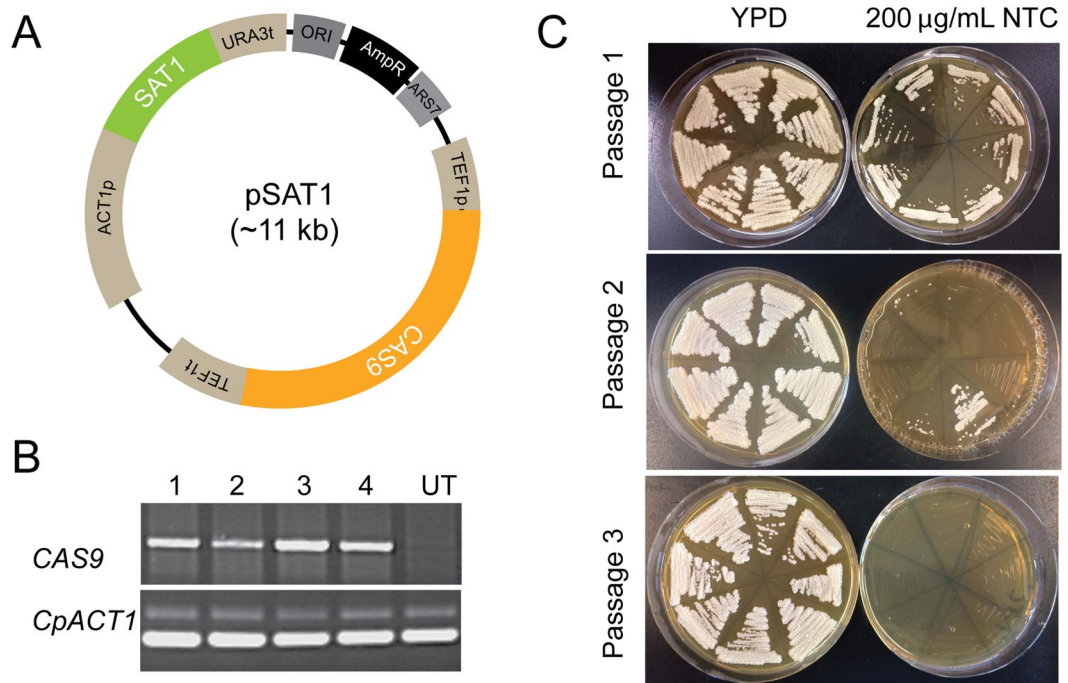 A
URA3t
ORI
AmpR
ARS7
SAT1
TEF1p
ACT1p
pSAT1
(~11 kb)
CAS9
TEF1t
B
1 2 3 4 UT
CAS9
CpACT1
C
YPD 200 µg/mL NTC
Passage 1
Passage 2
Passage 3